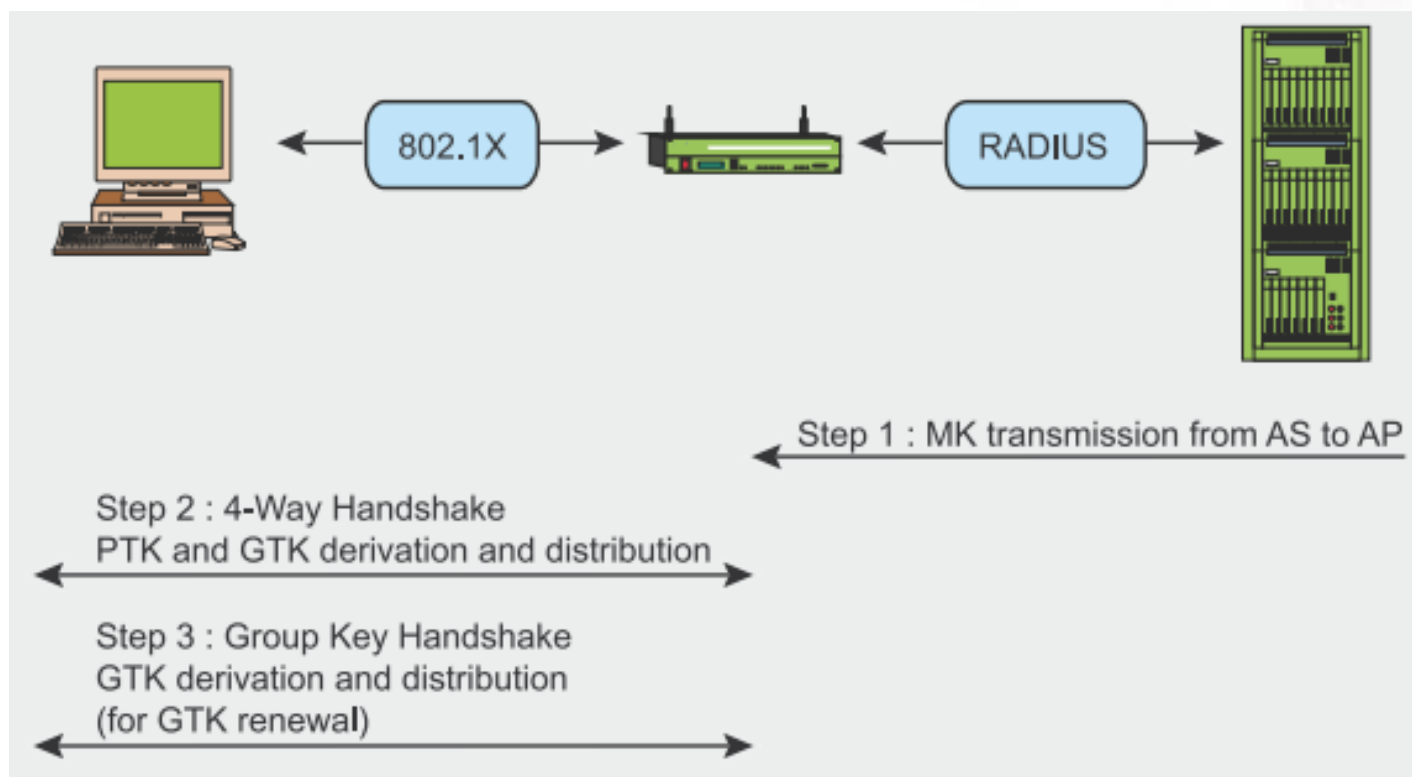 802.1X
RADIUS
Step 1 : MK transmission from AS to AP
Step 2 : 4-Way Handshake
PTK and GTK derivation and distribution
Step 3 : Group Key Handshake
GTK derivation and distribution
(for GTK renewal)